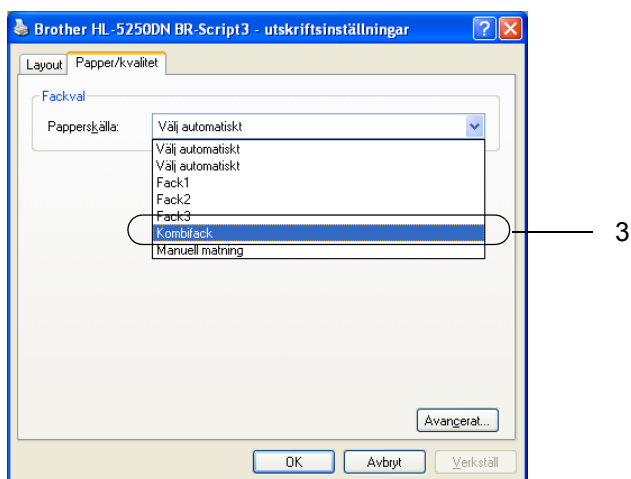 Brother HL-5250DN BR-Script3 - utskriftsinställningar
Layout Papper/kvalitet
Fackval
Papperskälla: Välj automatiskt
Välj automatiskt
Välj automatiskt
Fack1
Fack2
Fack3
Kombifack
3
Manuell matning
Avancerat...
OK Avbryt Verkställ